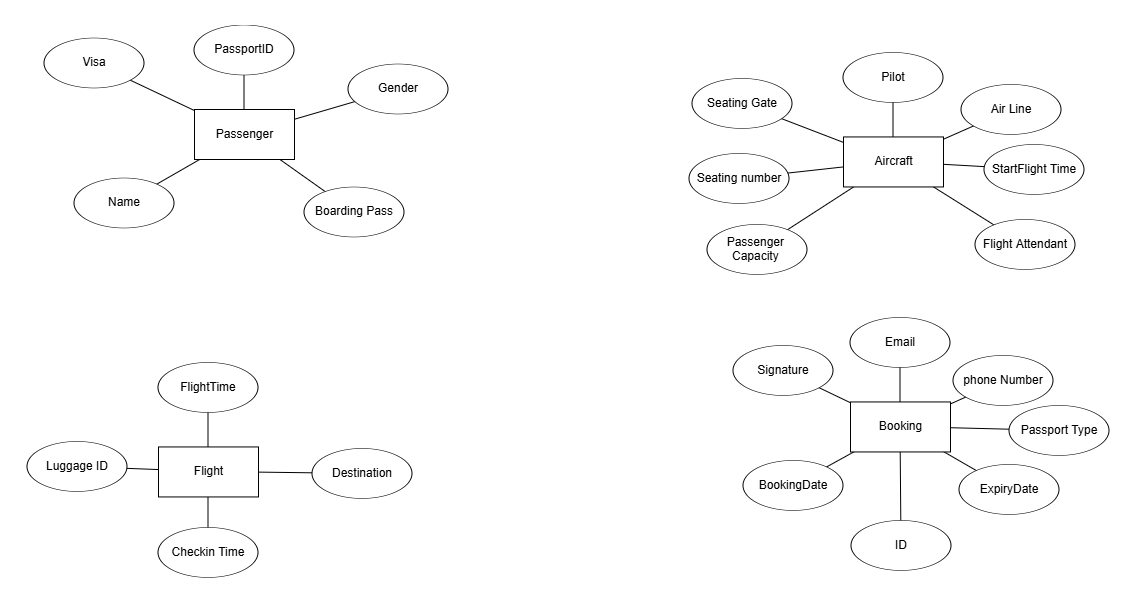 PassportID
Visa
Gender
Passenger
Name
Boarding Pass
Pilot
Seating Gate
Air Line
Aircraft
StartFlight Time
Seating number
Passenger
Capacity
Flight Attendant
FlightTime
Luggage ID
Flight
Destination
Checkin Time
Email
Signature
phone Number
Booking
Passport Type
BookingDate
ExpiryDate
ID